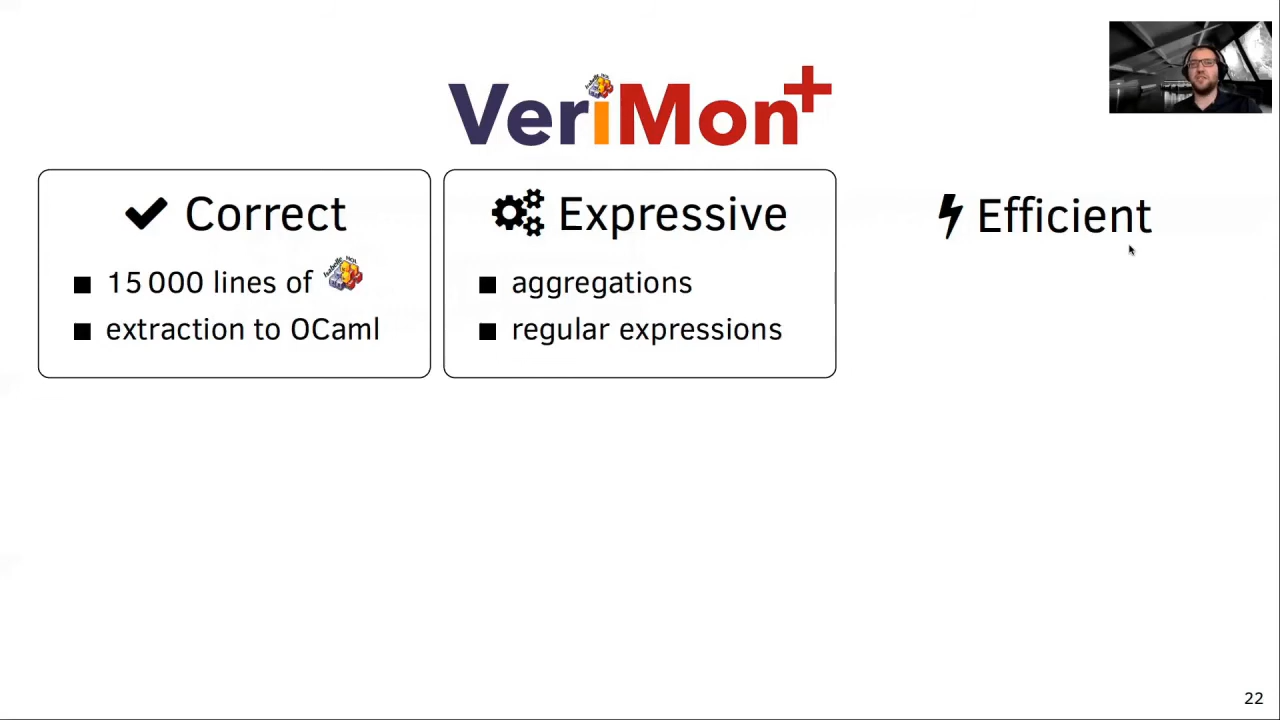 VeriMon+
Correct
15 000 lines of
extraction to OCaml
Expressive
aggregations
regular expressions
Efficient
22